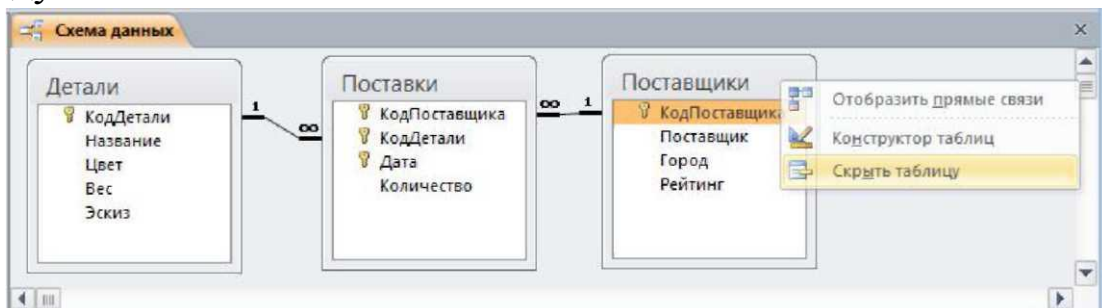 Схема данных
Детали
КодДетали
Название
Цвет
Вес
Эскиз
1
∞
Поставки
КодПоставщика
КодДетали
Дата
Количество
∞
1
Поставщики
КодПоставщика
Поставщик
Город
Рейтинг
Отобразить прямые связи
Конструктор таблиц
Скрыть таблицу